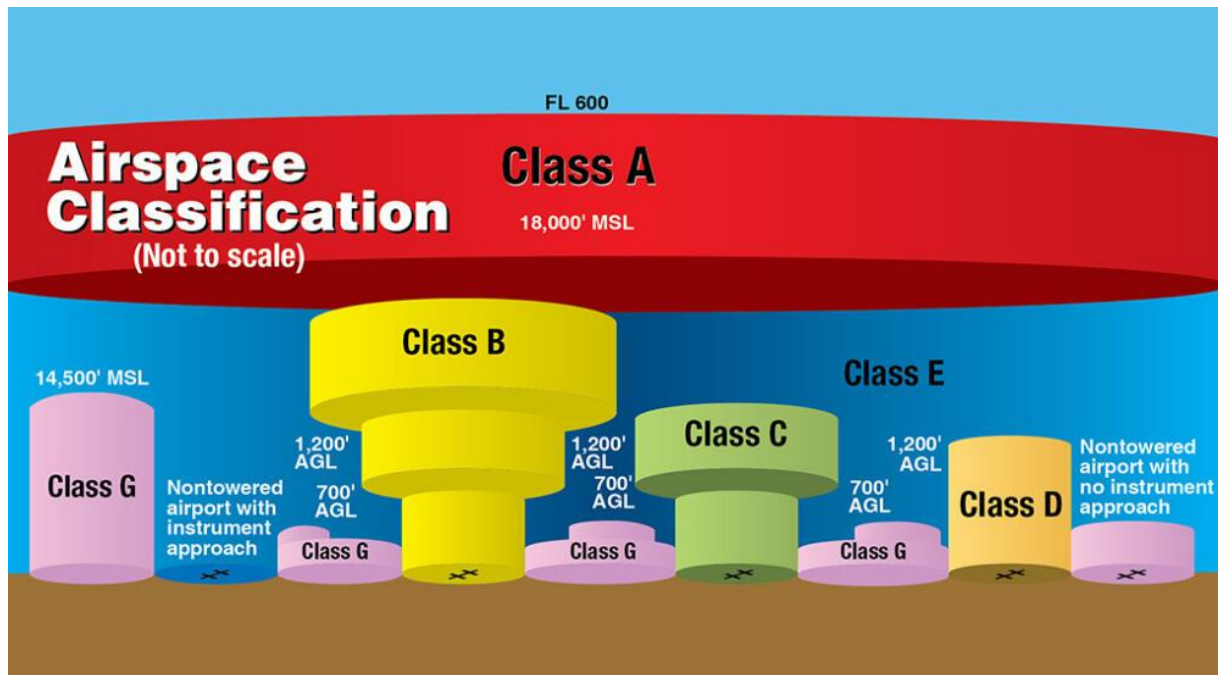 FL 600
Airspace
Classification
(Not to scale)
Class A
18,000' MSL
Class B
Class E
14,500' MSL
Class G
Nontowered
airport with
instrument
approach
1,200'
AGL
700'
AGL
Class G
1,200'
AGL
700'
AGL
Class G
Class C
1,200'
AGL
700'
AGL
Class G
Class D
Nontowered
airport with
no instrument
approach